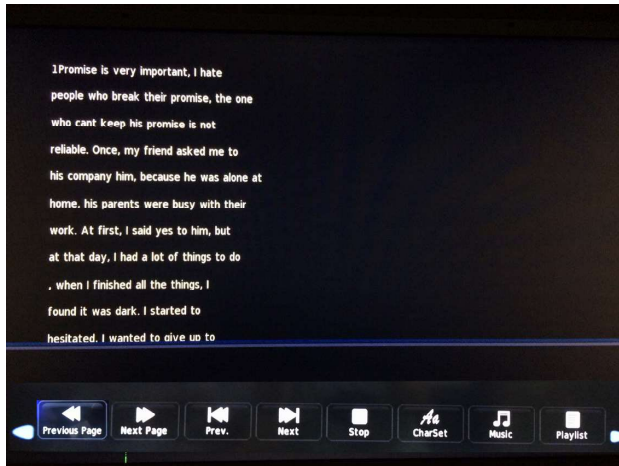 1Promise is very important, I hate
people who break their promise, the one
who cant keep his promise is not
reliable. Once, my friend asked me to
his company him, because he was alone at
home. his parents were busy with their
work. At first, I said yes to him, but
at that day, I had a lot of things to do
, when I finished all the things, I
found it was dark. I started to
hesitated. I wanted to give up to
Previous Page Next Page Prev. Next Stop CharSet Music Playlist